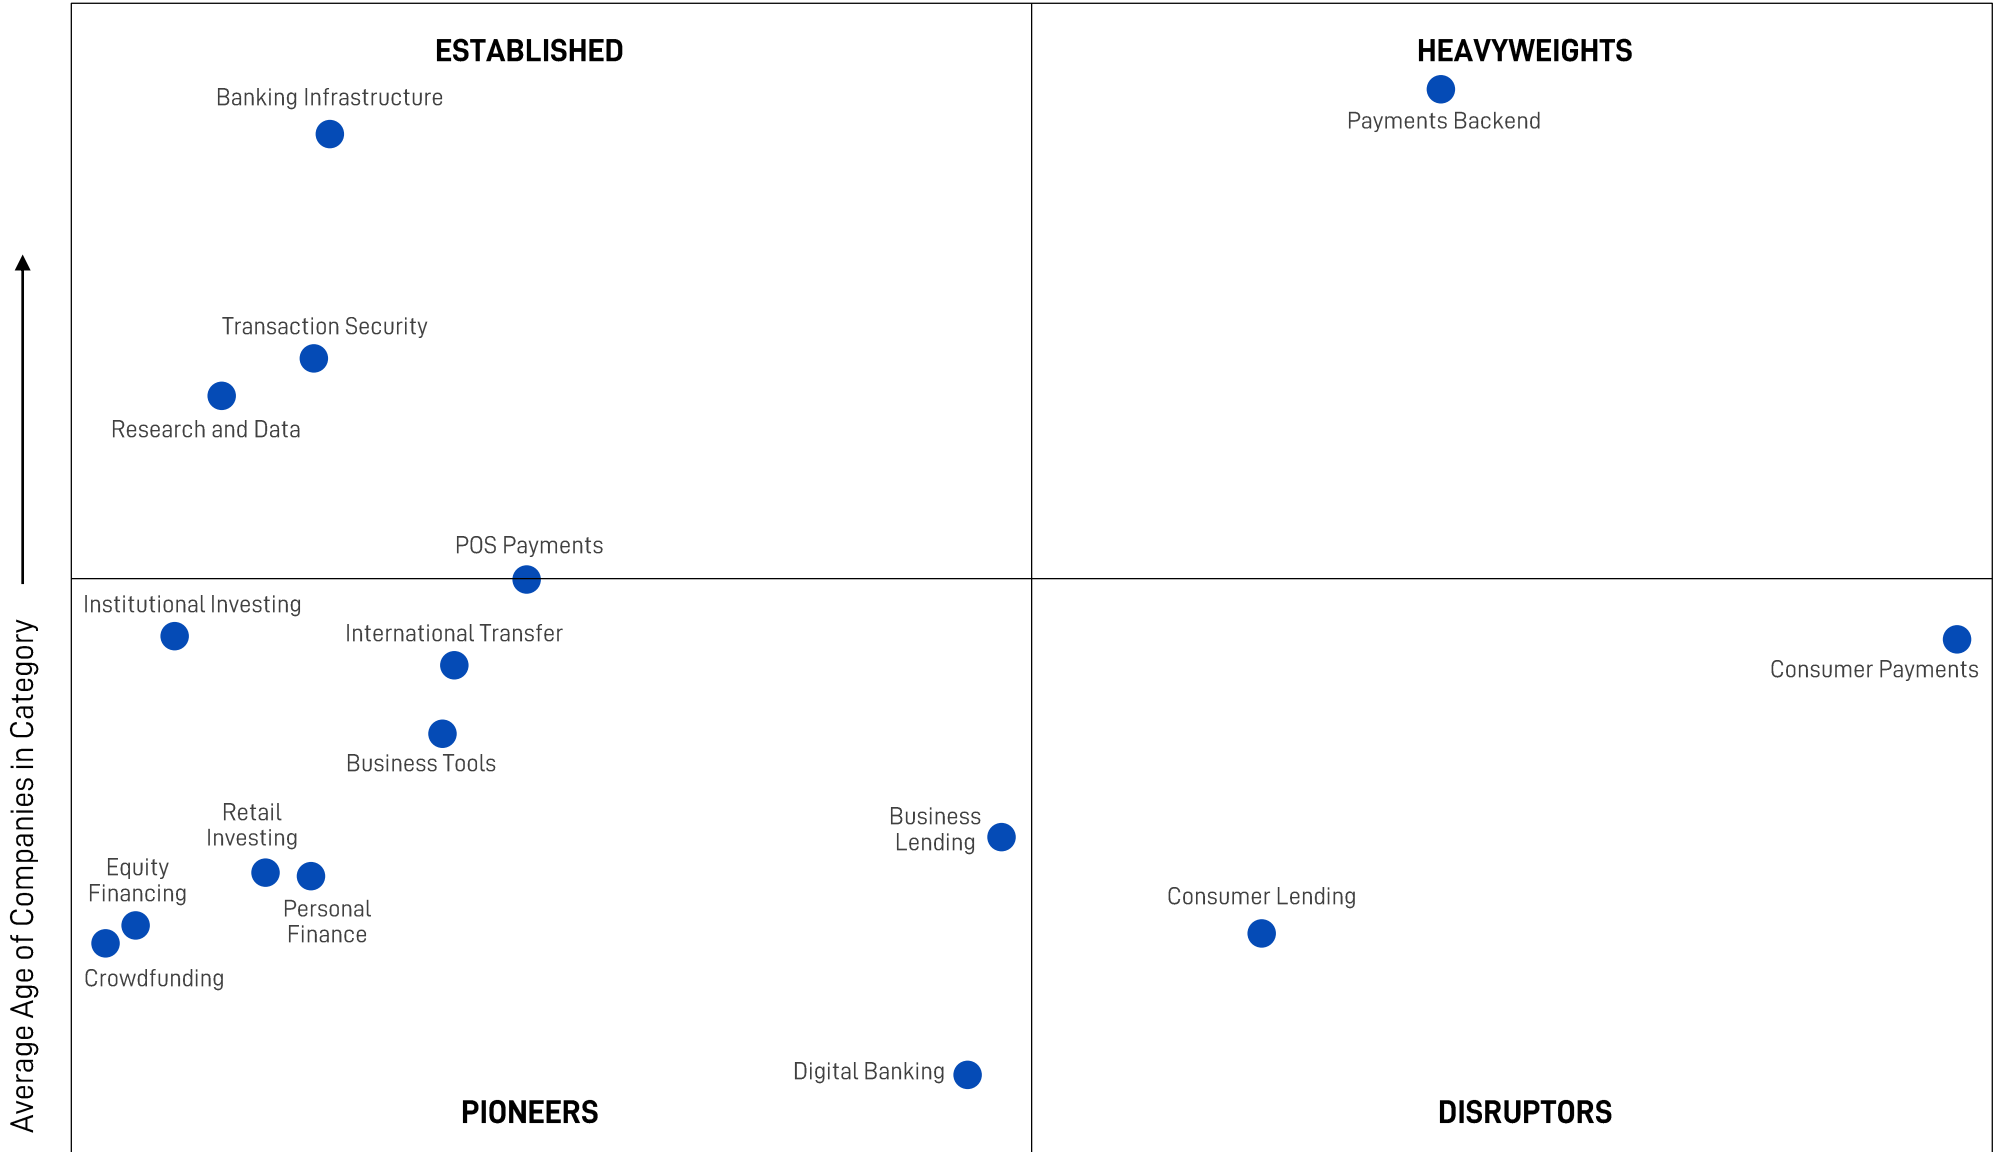 ESTABLISHED
HEAVYWEIGHTS
Banking Infrastructure
Payments Backend
Transaction Security
Research and Data
POS Payments
Institutional Investing
International Transfer
Consumer Payments
Business Tools
Retail
Investing
Business
Lending
Equity
Financing
Personal
Finance
Consumer Lending
Crowdfunding
Digital Banking
PIONEERS
DISRUPTORS
Average Age of Companies in Category